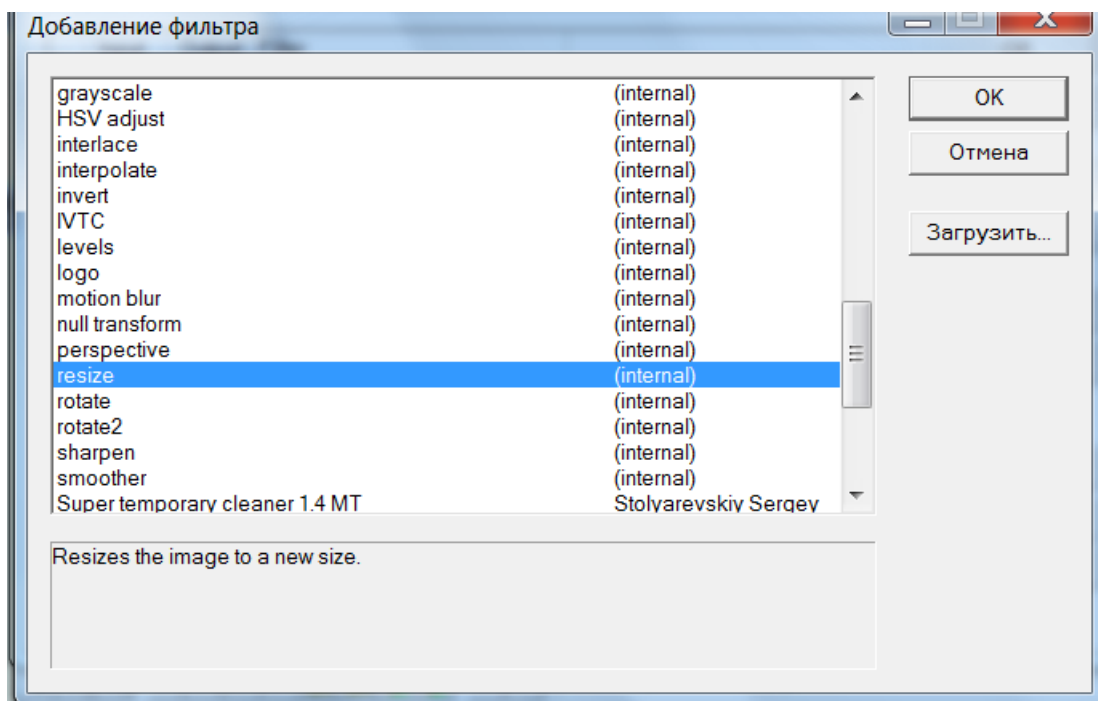 Добавление фильтра
grayscale (internal)
HSV adjust (internal)
interlace (internal)
interpolate (internal)
invert (internal)
IVTC (internal)
levels (internal)
logo (internal)
motion blur (internal)
null transform (internal)
perspective (internal)
resize (internal)
rotate (internal)
rotate2 (internal)
sharpen (internal)
smoother (internal)
Super temporary cleaner 1.4 MT Stolyarevskiy Sergey
OK
Отмена
Загрузить...
Resizes the image to a new size.